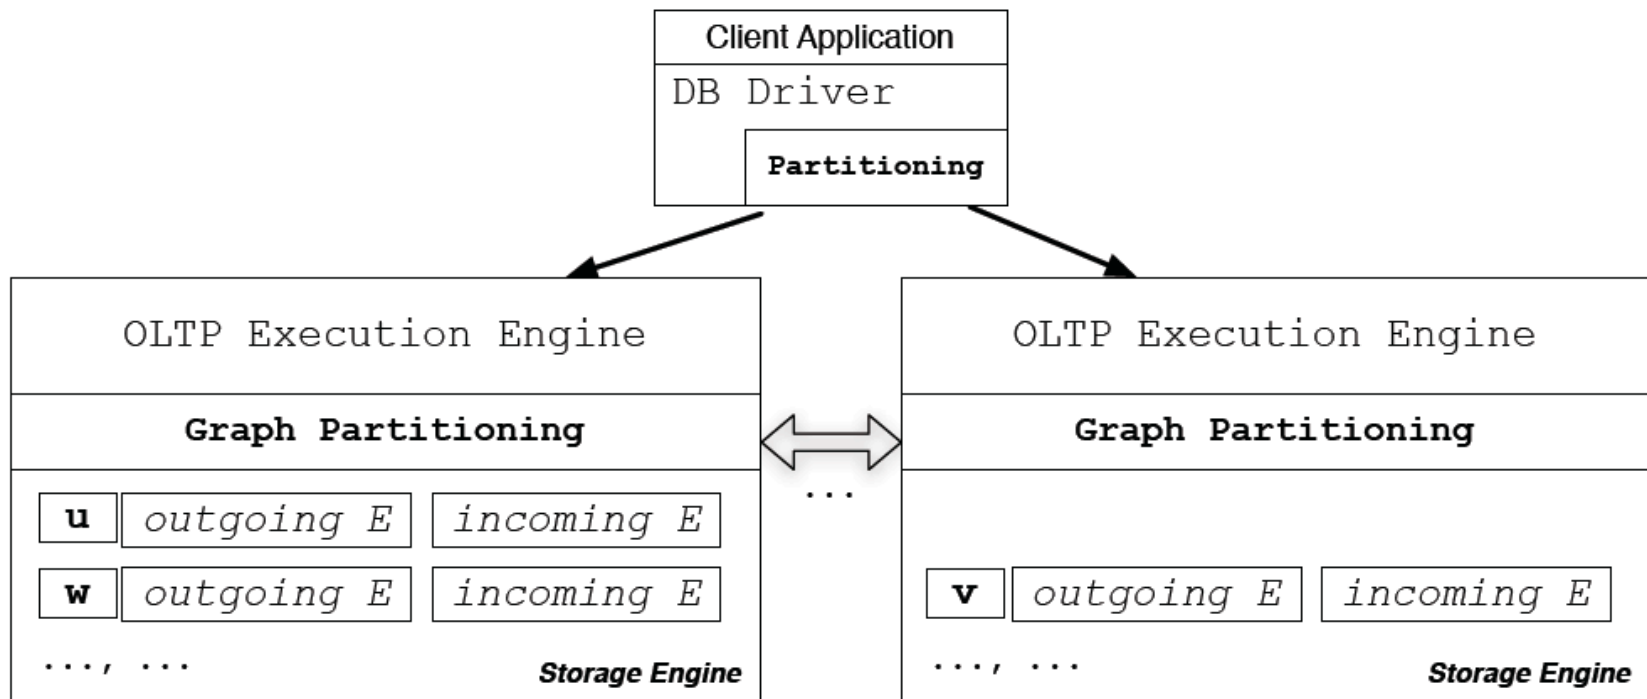 Client Application
DB Driver
Partitioning
OLTP Execution Engine
Graph Partitioning
u outgoing E incoming E
w outgoing E incoming E
..., ...
Storage Engine
...
OLTP Execution Engine
Graph Partitioning
v outgoing E incoming E
..., ...
Storage Engine